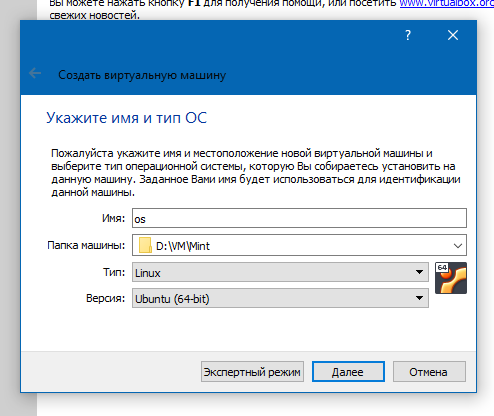 Вы можете нажать кнопку F1 для получения помощи, или посетить www.virtualbox.org
свежих новостей.
Создать виртуальную машину
Укажите имя и тип ОС
Пожалуйста укажите имя и местоположение новой виртуальной машины и
выберите тип операционной системы, которую Вы собираетесь установить на
данную машину. Заданное Вами имя будет использоваться для идентификации
данной машины.
Имя: os
Папка машины: D:\VM\Mint
Тип: Linux
64
Версия: Ubuntu (64-bit)
Экспертный режим Далее Отмена